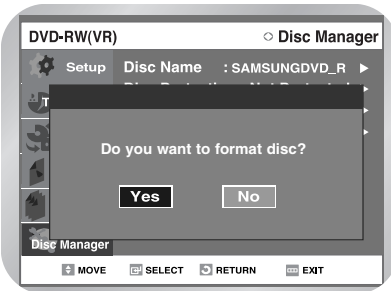 DVD-RW(VR) Disc Manager
Setup Disc Name : SAMSUNGDVD_R
Do you want to format disc?
Yes No
Disc Manager
MOVE SELECT RETURN EXIT